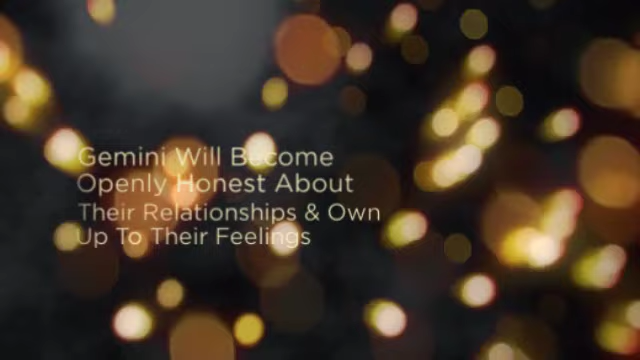 Gemini Will Become
Openly Honest About
Their Relationships & Own
Up To Their Feelings